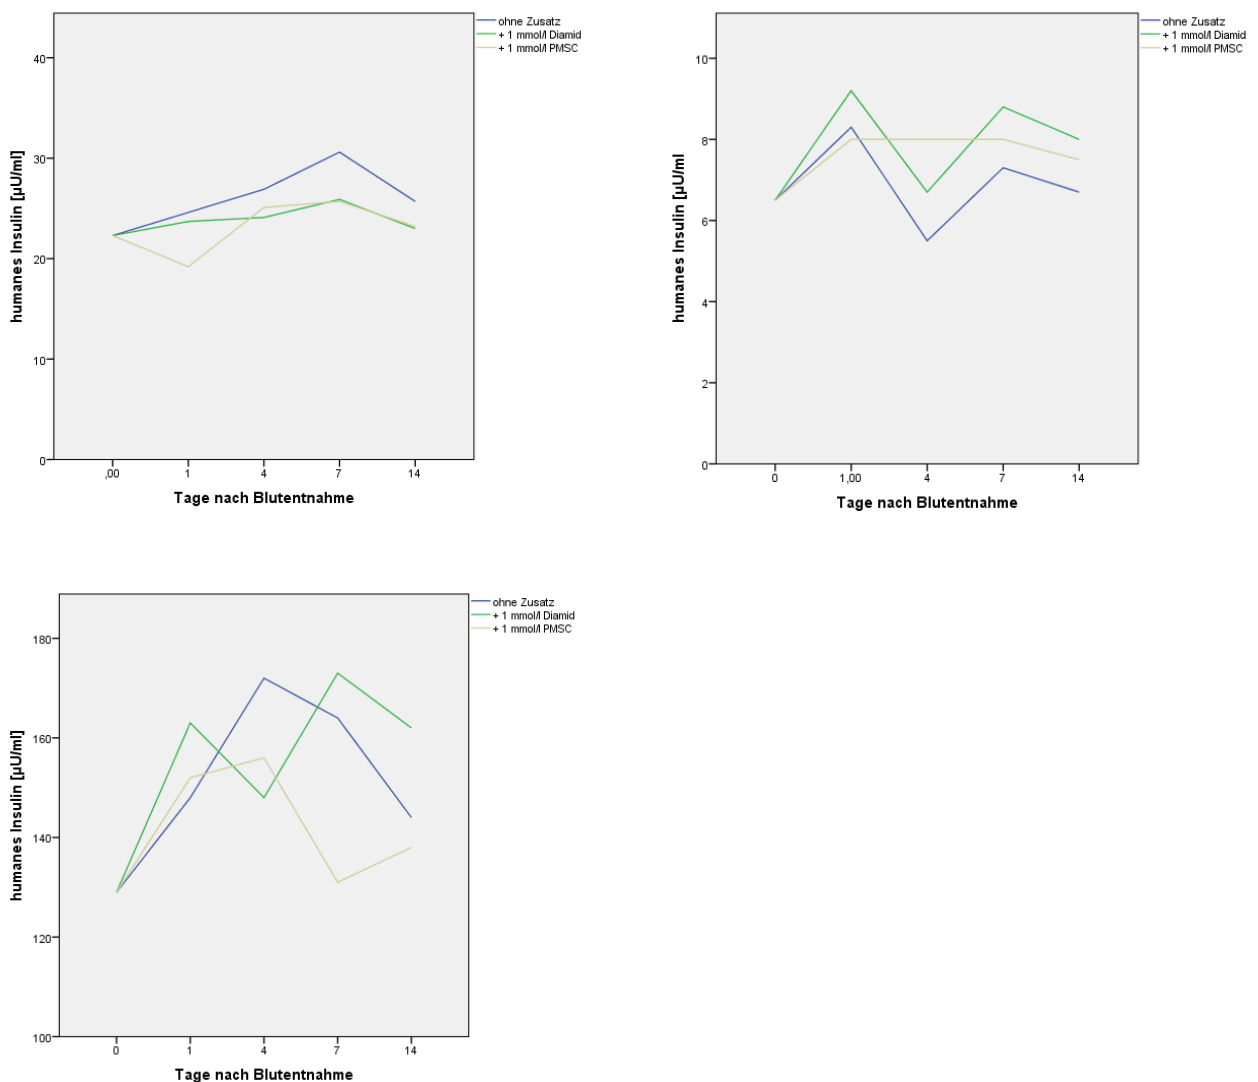 ohne Zusatz
+ 1 mmol/l Diamid
+ 1 mmol/l PMSC
40
30
20
10
0
humanes Insulin [µU/ml]
,00 1 4 7 14
Tage nach Blutentnahme
ohne Zusatz
+ 1 mmol/l Diamid
+ 1 mmol/l PMSC
10
8
6
4
2
0
humanes Insulin [µU/ml
0 1,00 4 7 14
Tage nach Blutentnahme
ohne Zusatz
+ 1 mmol/l Diamid
+ 1 mmol/l PMSC
180
160
140
120
100
humanes Insulin [µU/ml]
0 1 4 7 14
Tage nach Blutentnahme